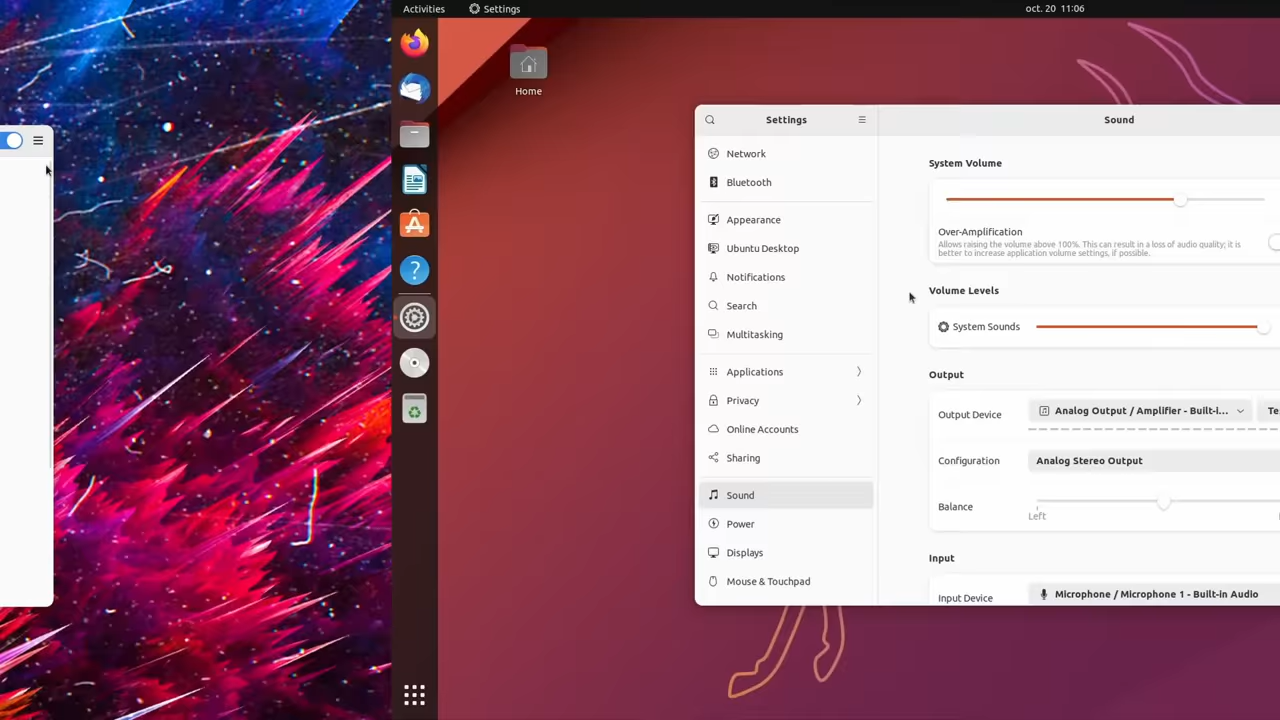 Activities
Settings
oct. 20 11:06
Home
Settings
Sound
Network
Bluetooth
Appearance
Ubuntu Desktop
Notifications
Search
Multitasking
Applications
Privacy
Online Accounts
Sharing
Sound
Power
Displays
Mouse & Touchpad
System Volume
Over-Amplification
Allows raising the volume above 100%. This can result in a loss of audio quality; it is
better to increase application volume settings, if possible.
Volume Levels
System Sounds
Output
Output Device
Analog Output / Amplifier - Built-i...
Te
Configuration
Analog Stereo Output
Balance
Left
Input
Input Device
Microphone / Microphone 1 - Built-in Audio